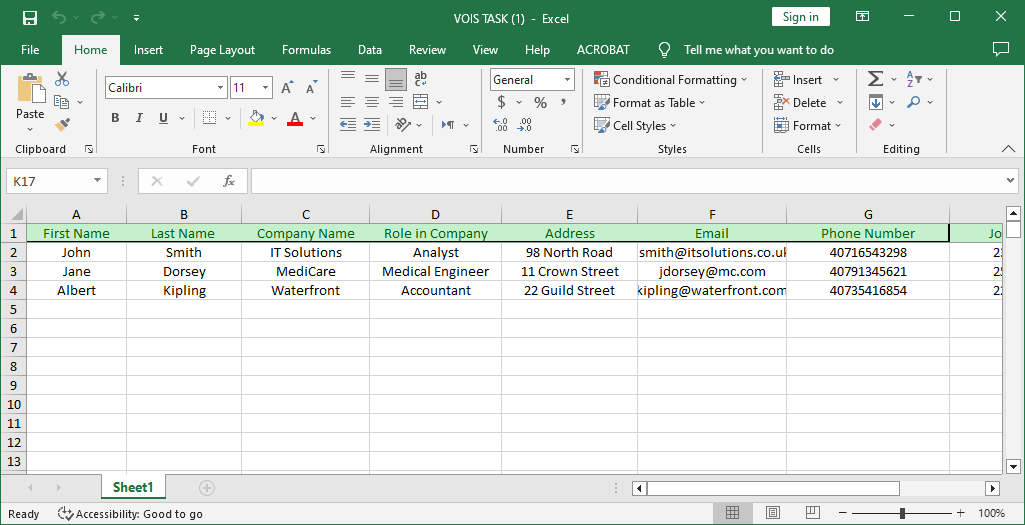 VOIS TASK (1) - Excel
Sign in
File Home Insert Page Layout Formulas Data Review View Help ACROBAT Tell me what you want to do
Paste
Calibri 11
B I U A
General
$ % ,
Conditional Formatting
Format as Table
Cell Styles
Insert
Delete
Format
Clipboard Font Alignment Number Styles Cells Editing
K17 fx
A B C D E F G
1 First Name Last Name Company Name Role in Company Address Email Phone Number Jo
2 John Smith IT Solutions Analyst 98 North Road smith@itsolutions.co.uk 40716543298
3 Jane Dorsey MediCare Medical Engineer 11 Crown Street jdorsey@mc.com 40791345621
4 Albert Kipling Waterfront Accountant 22 Guild Street kipling@waterfront.com 40735416854
5
6
7
8
9
10
11
12
13
Sheet1
Ready Accessibility: Good to go 100%